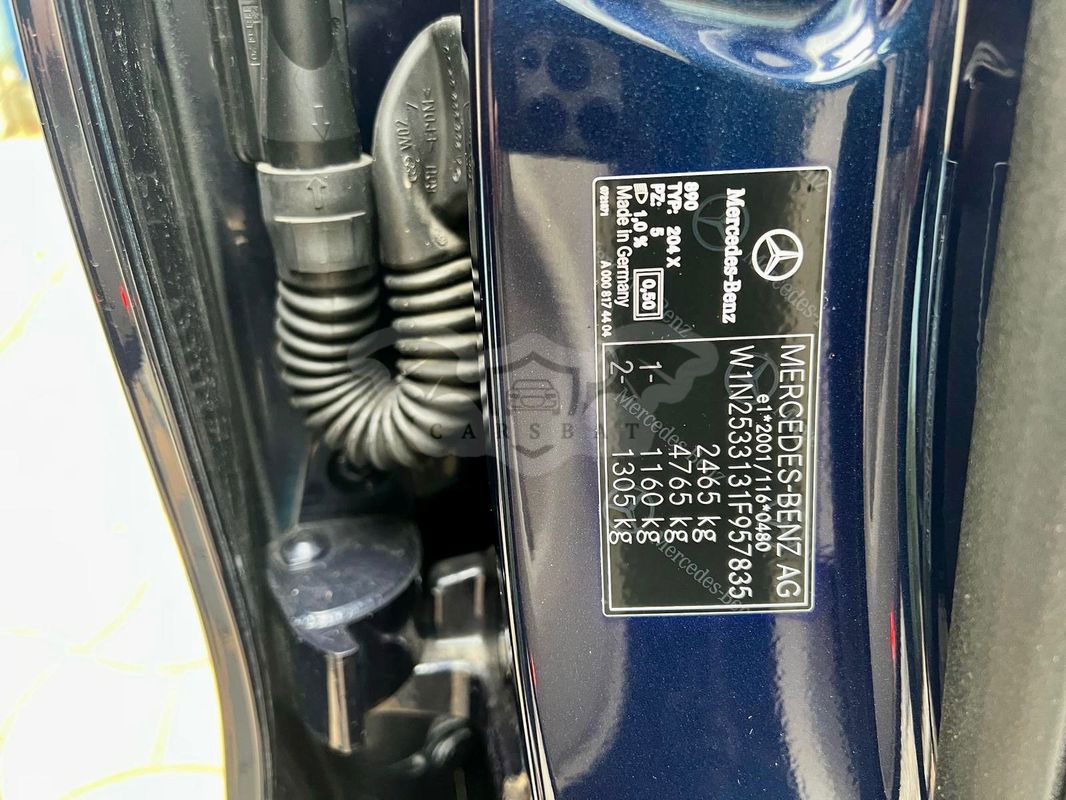 MERCEDES-BENZ AG
e1*2001/116*0480
W1N2533131F957835
2465 kg
4765 kg
1- 1160 kg
2- 1305 kg
Mercedes-Benz
890
TYP: 204 X
PZ: 5
1,0 %
0,50
Made in Germany
A 000 817 44 04
CARSBAT